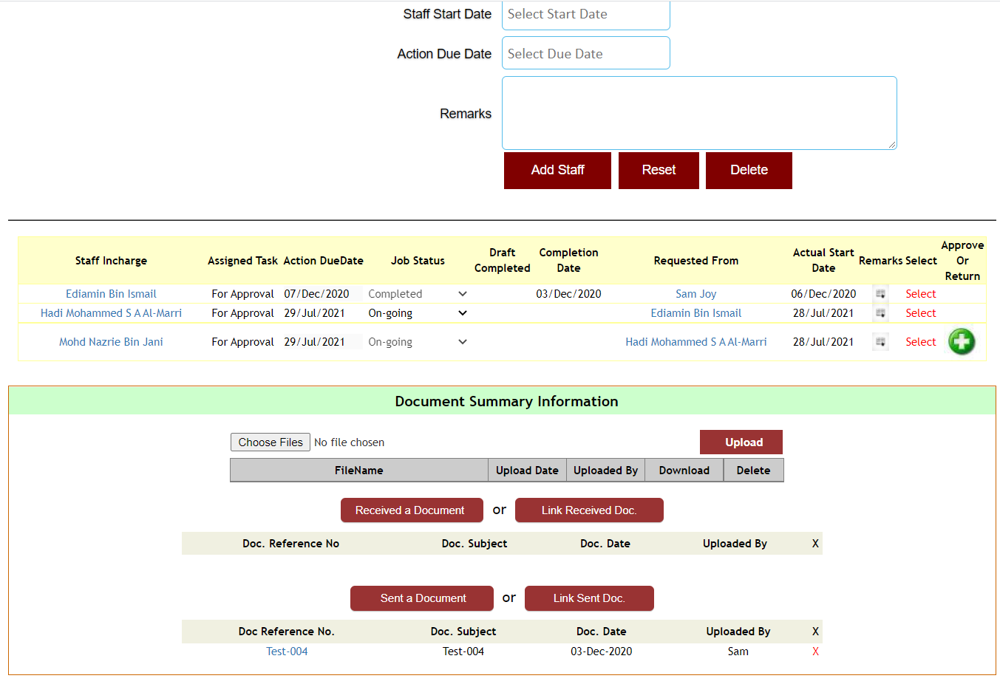 Staff Start Date Select Start Date
Action Due Date Select Due Date
Remarks
Add Staff Reset Delete
Staff Incharge Assigned Task Action DueDate Job Status Draft Completed Completion Date Requested From Actual Start Date Remarks Select Approve Or Return
Ediamin Bin Ismail For Approval 07/Dec/2020 Completed 03/Dec/2020 Sam Joy 06/Dec/2020 Select
Hadi Mohammed S A Al-Marri For Approval 29/Jul/2021 On-going Ediamin Bin Ismail 28/Jul/2021 Select
Mohd Nazrie Bin Jani For Approval 29/Jul/2021 On-going Hadi Mohammed S A Al-Marri 28/Jul/2021 Select
Document Summary Information
Choose Files No file chosen Upload
FileName Upload Date Uploaded By Download Delete
Received a Document or Link Received Doc.
Doc. Reference No Doc. Subject Doc. Date Uploaded By X
Sent a Document or Link Sent Doc.
Doc Reference No. Doc. Subject Doc. Date Uploaded By X
Test-004 Test-004 03-Dec-2020 Sam X